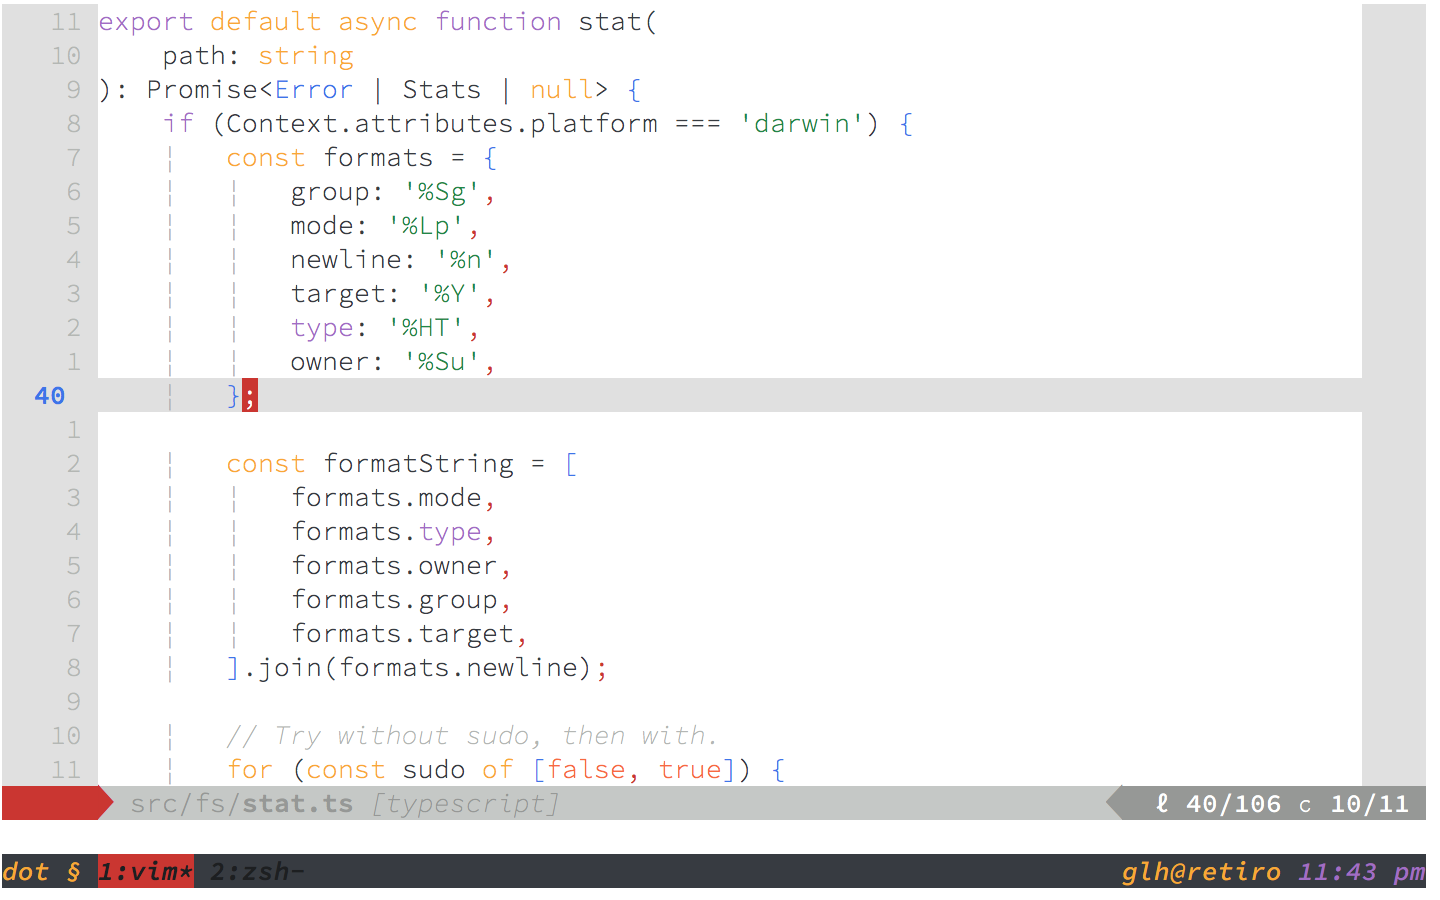 11 export default async function stat(
10     path: string
9 ): Promise<Error | Stats | null> {
8     if (Context.attributes.platform === 'darwin') {
7     ¦   const formats = {
6     ¦   ¦   group: '%Sg',
5     ¦   ¦   mode: '%Lp',
4     ¦   ¦   newline: '%n',
3     ¦   ¦   target: '%Y',
2     ¦   ¦   type: '%HT',
1     ¦   ¦   owner: '%Su',
40     ¦   };
1
2     ¦   const formatString = [
3     ¦   ¦   formats.mode,
4     ¦   ¦   formats.type,
5     ¦   ¦   formats.owner,
6     ¦   ¦   formats.group,
7     ¦   ¦   formats.target,
8     ¦   ].join(formats.newline);
9
10     ¦   // Try without sudo, then with.
11     ¦   for (const sudo of [false, true]) {
src/fs/stat.ts [typescript] ℓ 40/106 c 10/11
dot § 1:vim* 2:zsh- glh@retiro 11:43 pm